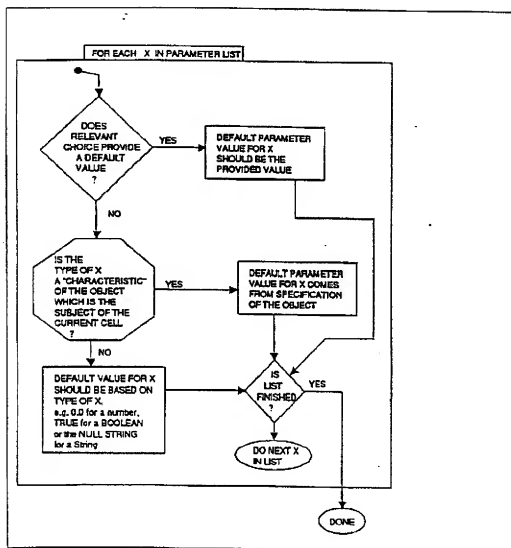 FOR EACH X IN PARAMETER LIST
DOES
RELEVANT
CHOICE PROVIDE
A DEFAULT
VALUE
?
YES
DEFAULT PARAMETER
VALUE FOR X
SHOULD BE THE
PROVIDED VALUE
NO
IS THE
TYPE OF X
A "CHARACTERISTIC"
OF THE OBJECT
WHICH IS THE
SUBJECT OF THE
CURRENT CELL
?
YES
DEFAULT PARAMETER
VALUE FOR X COMES
FROM SPECIFICATION
OF THE OBJECT
NO
DEFAULT VALUE FOR X
SHOULD BE BASED ON
TYPE OF X.
e.g. 0.0 for a number,
TRUE for a BOOLEAN
or the NULL STRING
for a String
IS
LIST
FINISHED
?
YES
DO NEXT X
IN LIST
DONE